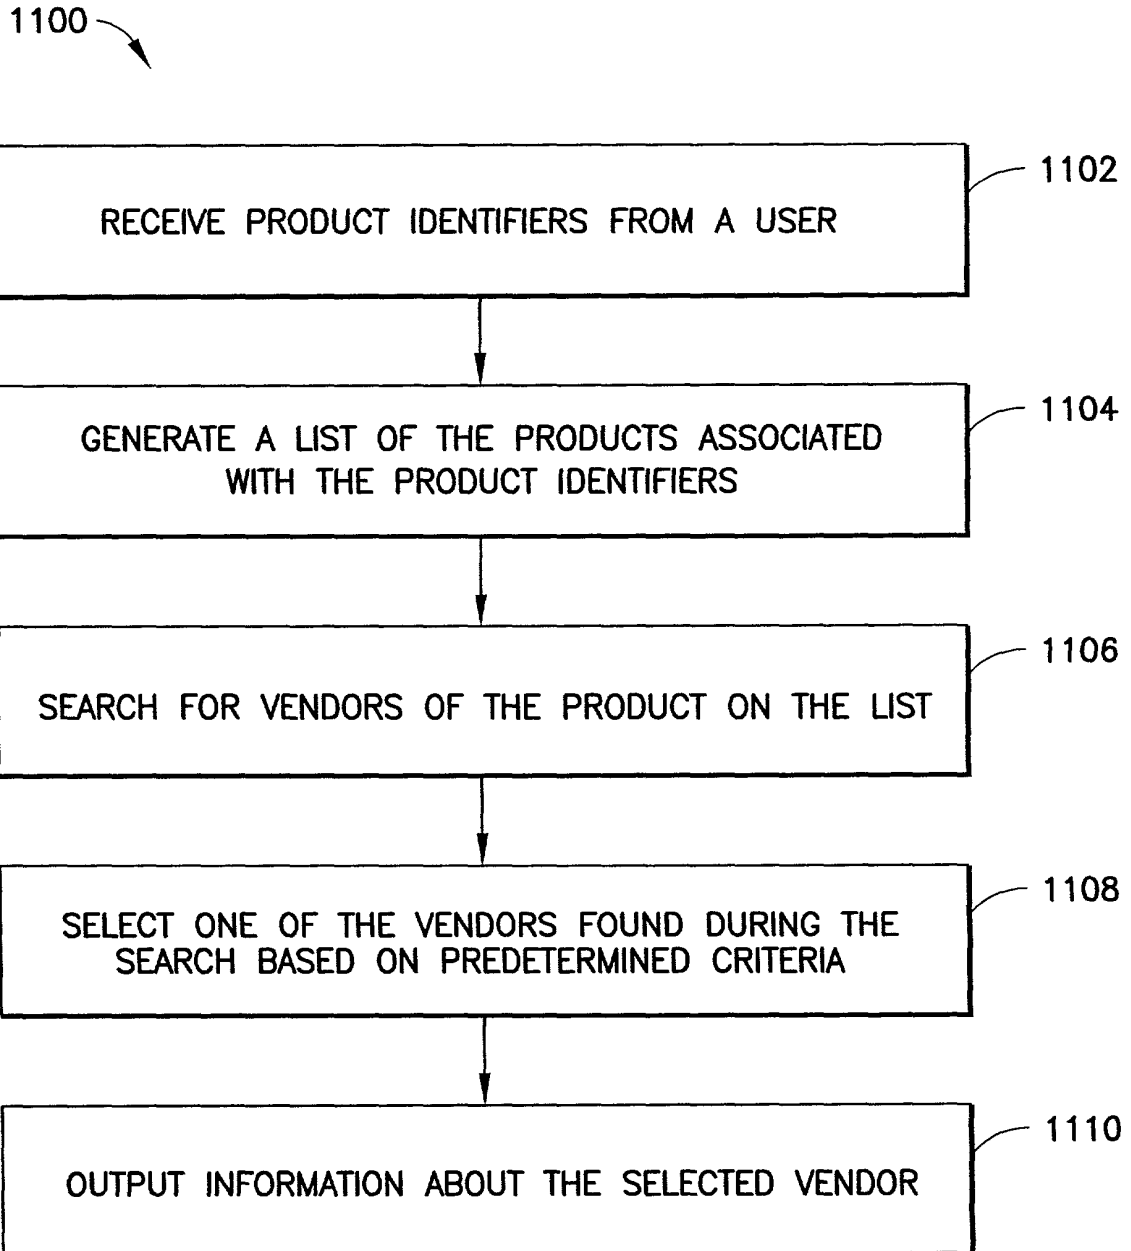 1100
1102
RECEIVE PRODUCT IDENTIFIERS FROM A USER
1104
GENERATE A LIST OF THE PRODUCTS ASSOCIATED
WITH THE PRODUCT IDENTIFIERS
1106
SEARCH FOR VENDORS OF THE PRODUCT ON THE LIST
1108
SELECT ONE OF THE VENDORS FOUND DURING THE
SEARCH BASED ON PREDETERMINED CRITERIA
1110
OUTPUT INFORMATION ABOUT THE SELECTED VENDOR